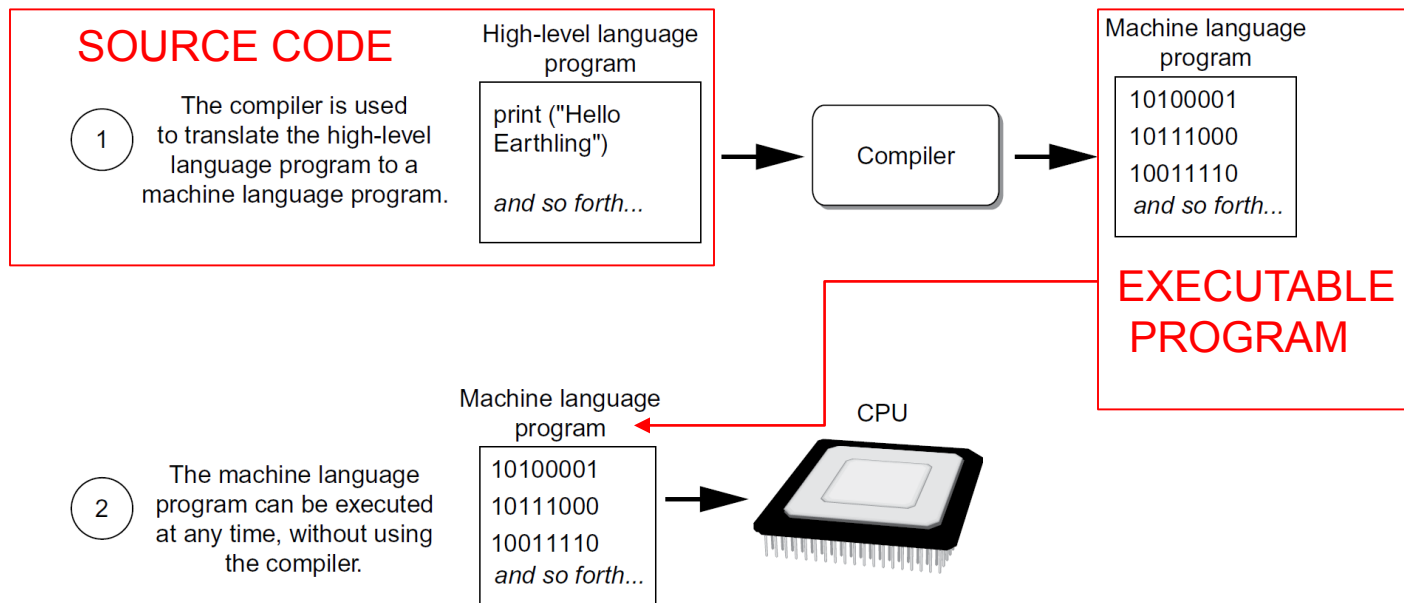 SOURCE CODE
1
The compiler is used
to translate the high-level
language program to a
machine language program.
High-level language
program
print ("Hello
Earthling")
and so forth...
Compiler
Machine language
program
10100001
10111000
10011110
and so forth...
EXECUTABLE
PROGRAM
2
The machine language
program can be executed
at any time, without using
the compiler.
Machine language
program
10100001
10111000
10011110
and so forth...
CPU